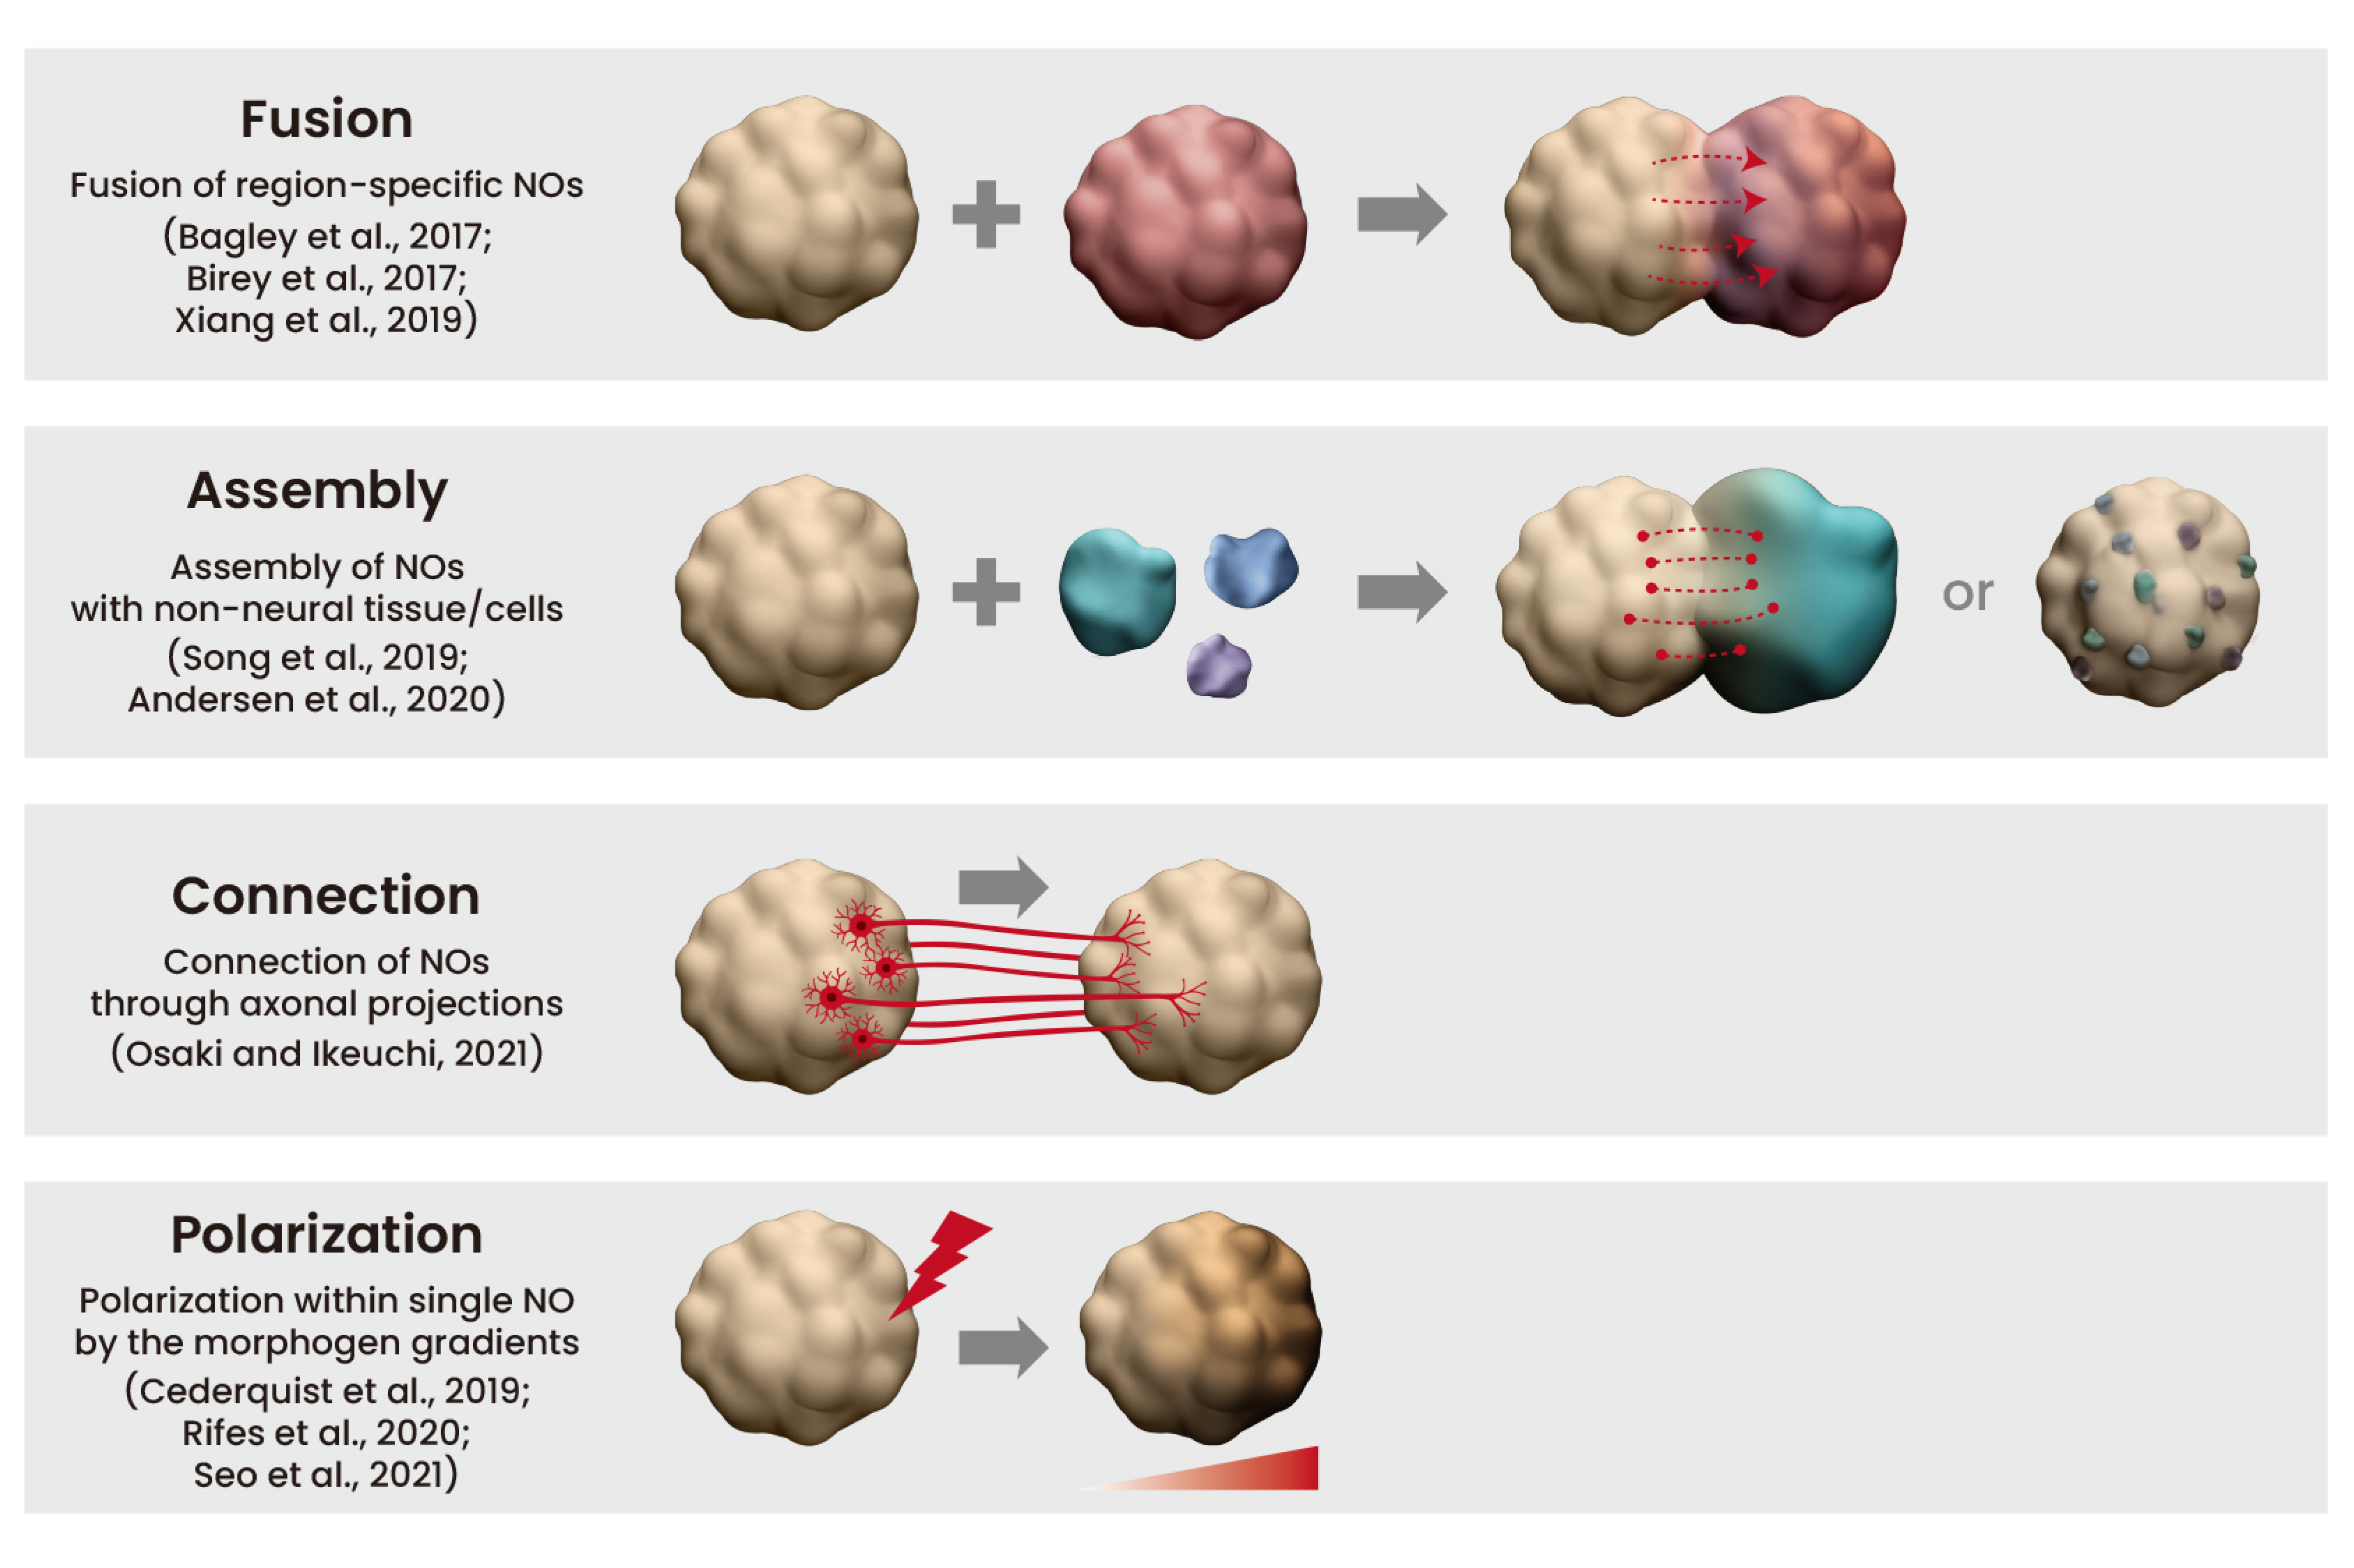 Fusion
Fusion of region-specific NOs
(Bagley et al., 2017;
Birey et al., 2017;
Xiang et al., 2019)
Assembly
Assembly of NOs
with non-neural tissue/cells
(Song et al., 2019;
Andersen et al., 2020)
or
Connection
Connection of NOs
through axonal projections
(Osaki and Ikeuchi, 2021)
Polarization
Polarization within single NO
by the morphogen gradients
(Cederquist et al., 2019;
Rifes et al., 2020;
Seo et al., 2021)